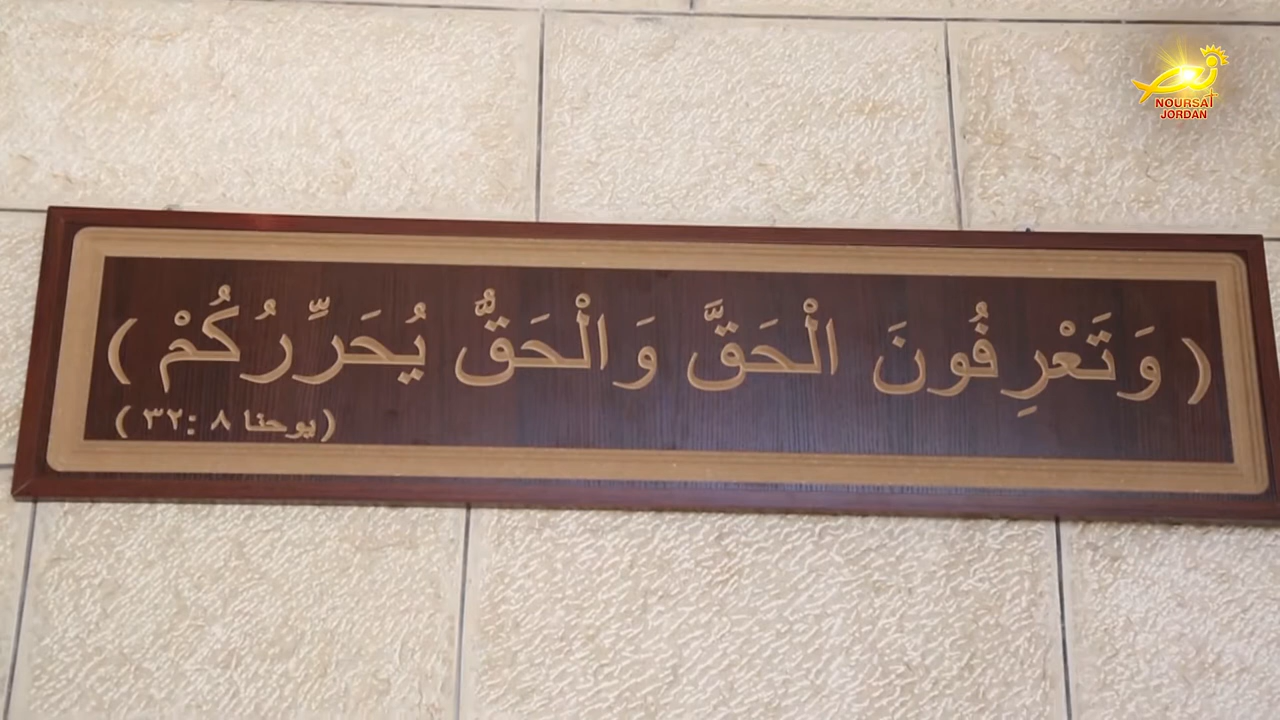 NOURSAT
JORDAN
( وَتَعْرِفُونَ الْحَقَّ وَالْحَقُّ يُحَرِّرُكُمْ )
(يوحنا ٨ :٣٢ )